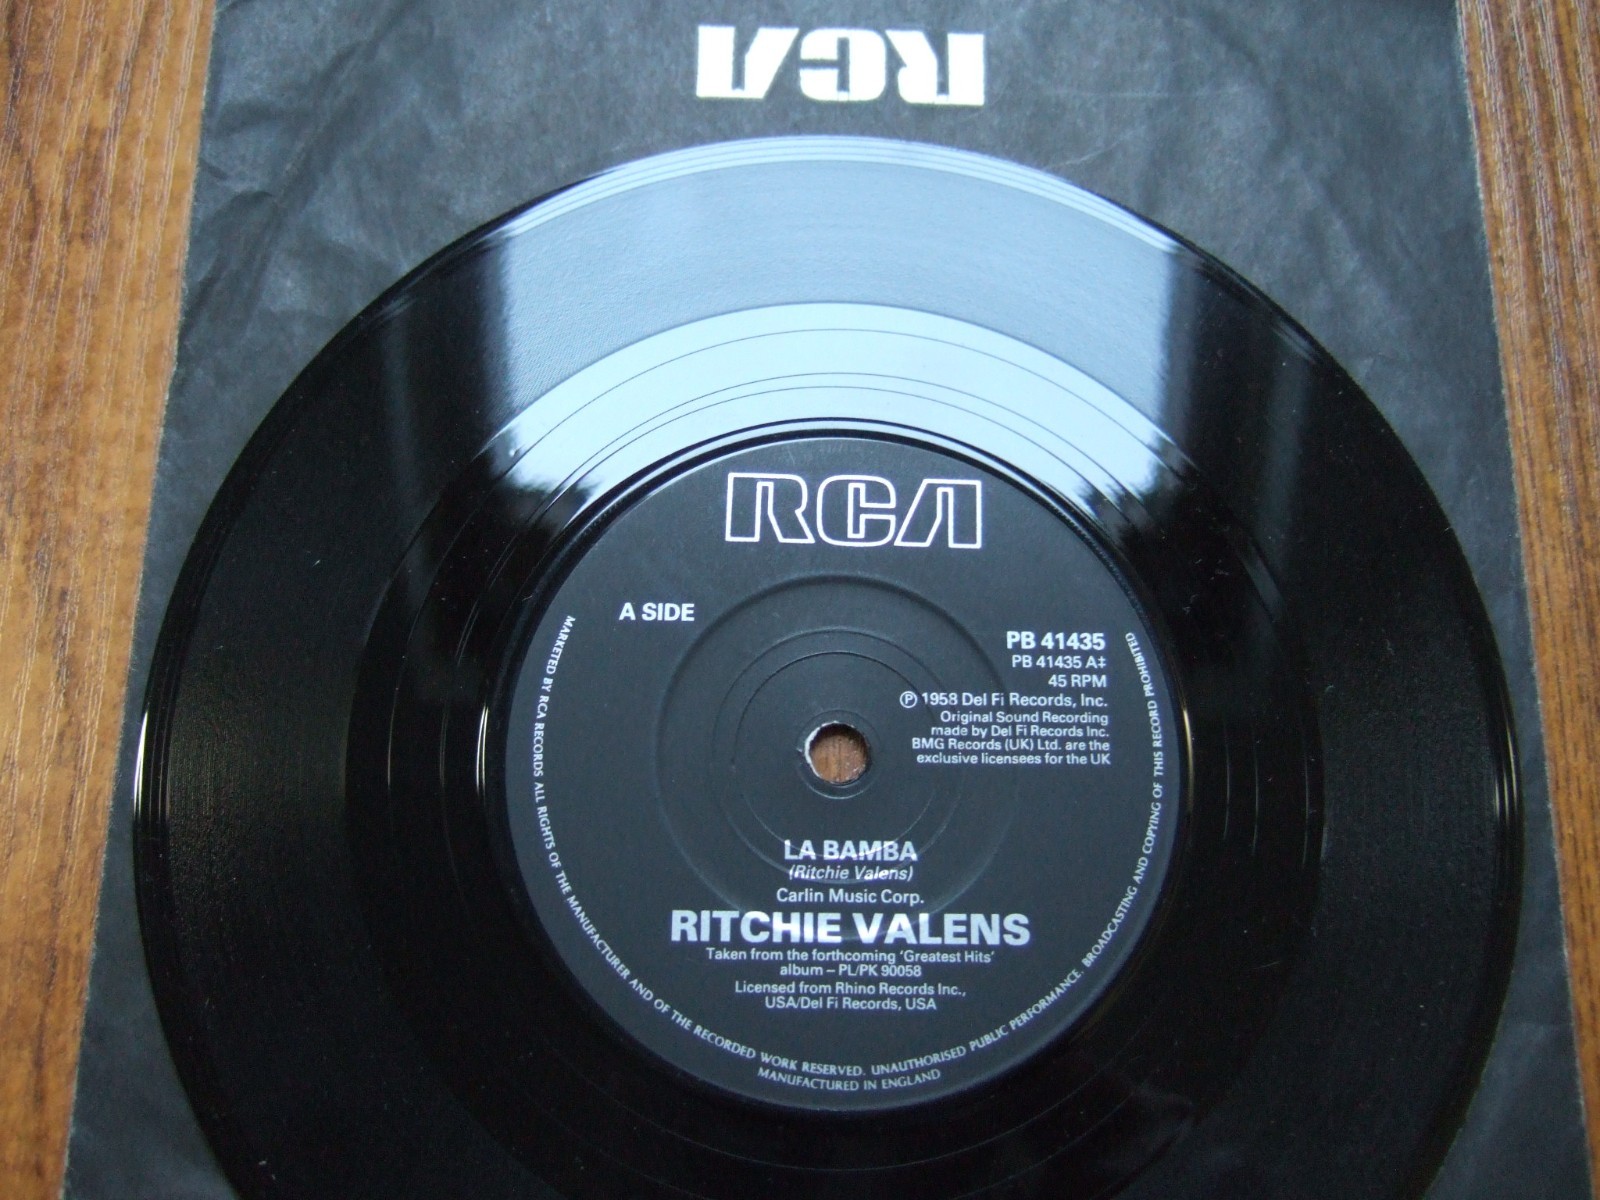 RCA
RCA
A SIDE
PB 41435
PB 41435 A‡
45 RPM
Ⓟ 1958 Del Fi Records, Inc.
Original Sound Recording
made by Del Fi Records Inc.
BMG Records (UK) Ltd. are the
exclusive licensees for the UK
LA BAMBA
(Ritchie Valens)
Carlin Music Corp.
RITCHIE VALENS
Taken from the forthcoming 'Greatest Hits'
album – PL/PK 90058
Licensed from Rhino Records Inc.,
USA/Del Fi Records, USA
MARKETED BY RCA RECORDS ALL RIGHTS OF THE MANUFACTURER AND OF THE RECORDED WORK RESERVED. UNAUTHORISED PUBLIC PERFORMANCE, BROADCASTING AND COPYING OF THIS RECORD PROHIBITED
MANUFACTURED IN ENGLAND